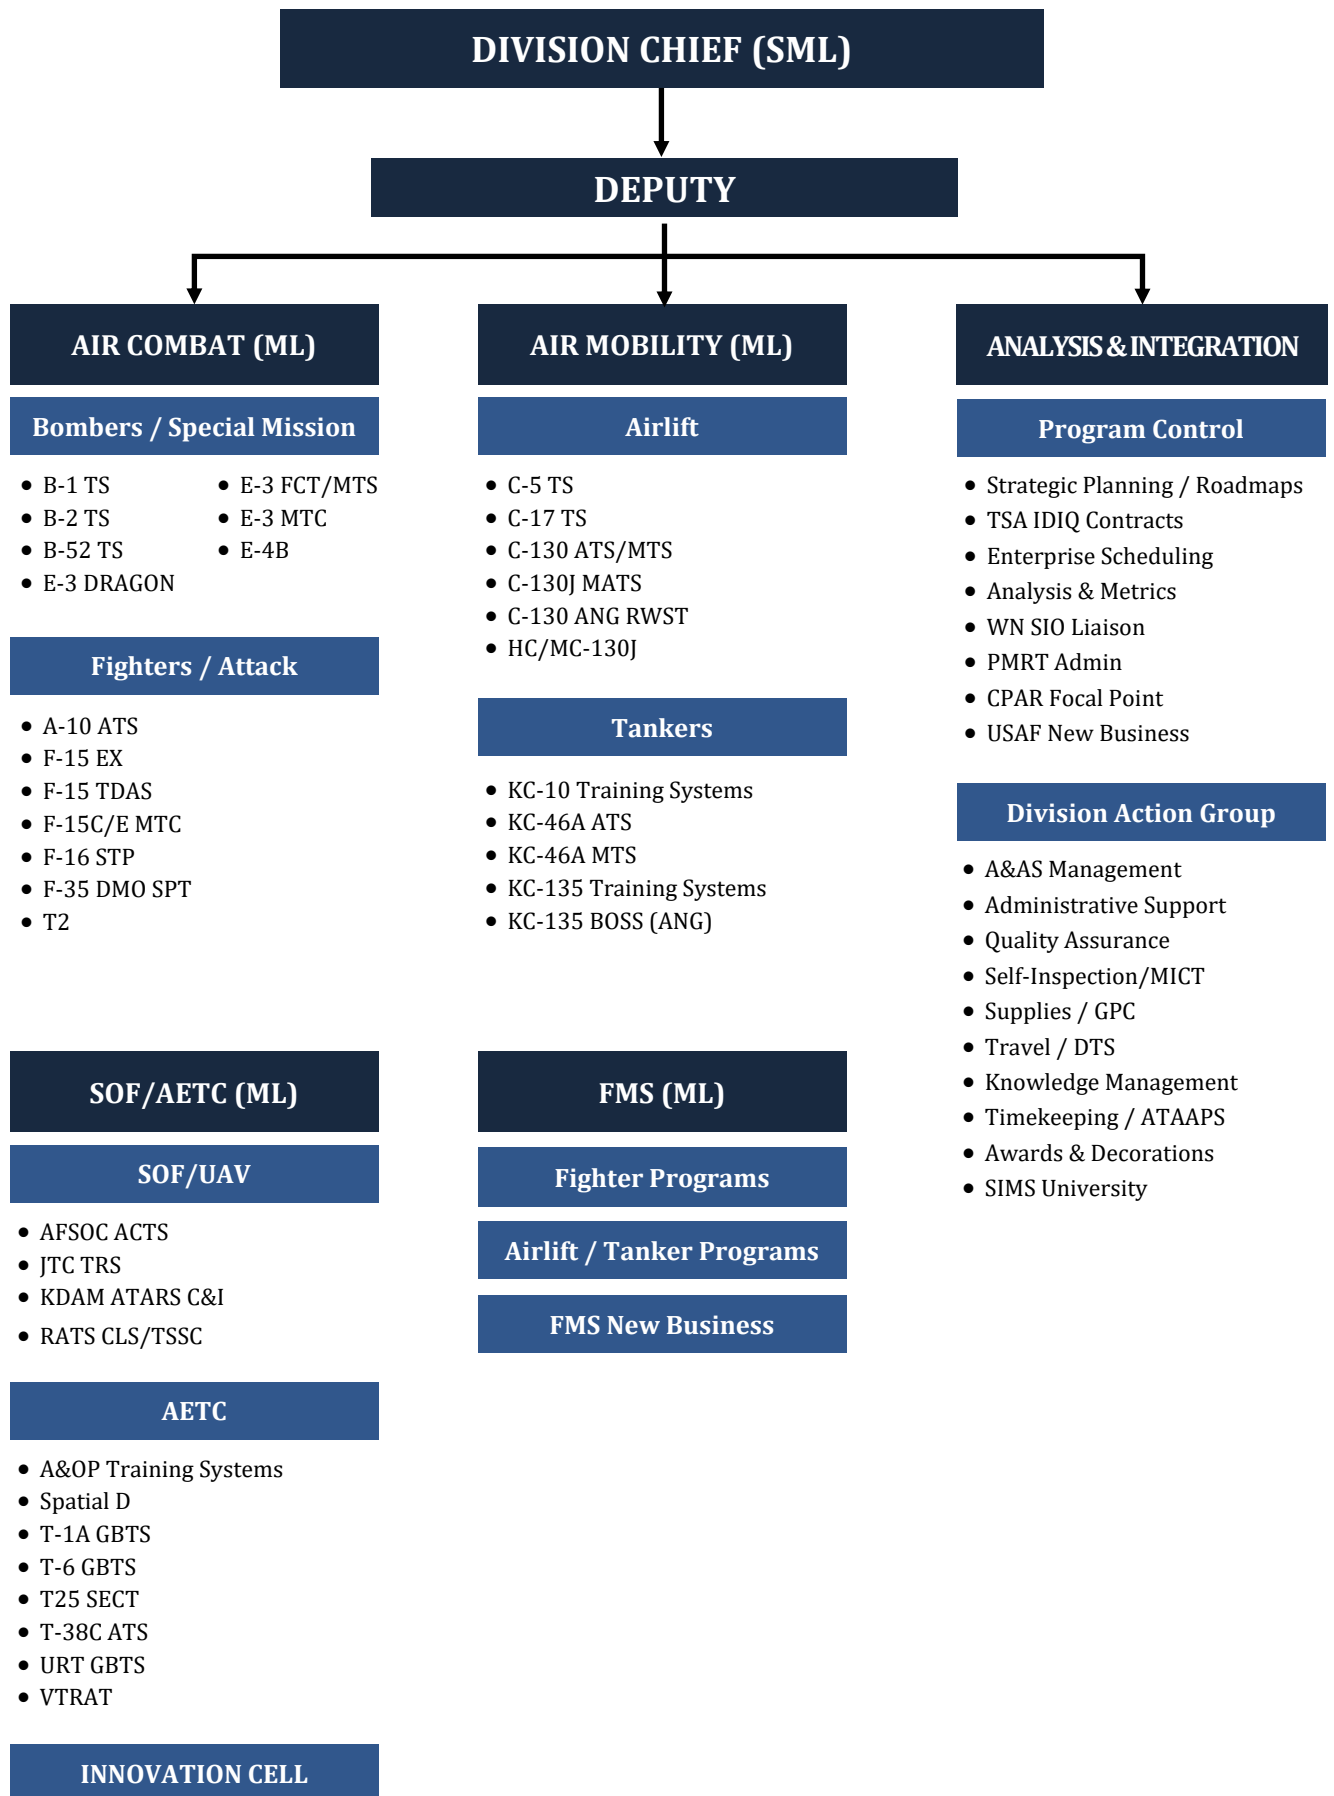 DIVISION CHIEF (SML)
DEPUTY
AIR COMBAT (ML)
Bombers / Special Mission
• B-1 TS
• B-2 TS
• B-52 TS
• E-3 DRAGON
• E-3 FCT/MTS
• E-3 MTC
• E-4B
Fighters / Attack
• A-10 ATS
• F-15 EX
• F-15 TDAS
• F-15C/E MTC
• F-16 STP
• F-35 DMO SPT
• T2
AIR MOBILITY (ML)
Airlift
• C-5 TS
• C-17 TS
• C-130 ATS/MTS
• C-130J MATS
• C-130 ANG RWST
• HC/MC-130J
Tankers
• KC-10 Training Systems
• KC-46A ATS
• KC-46A MTS
• KC-135 Training Systems
• KC-135 BOSS (ANG)
ANALYSIS & INTEGRATION
Program Control
• Strategic Planning / Roadmaps
• TSA IDIQ Contracts
• Enterprise Scheduling
• Analysis & Metrics
• WN SIO Liaison
• PMRT Admin
• CPAR Focal Point
• USAF New Business
Division Action Group
• A&AS Management
• Administrative Support
• Quality Assurance
• Self-Inspection/MICT
• Supplies / GPC
• Travel / DTS
• Knowledge Management
• Timekeeping / ATAAPS
• Awards & Decorations
• SIMS University
SOF/AETC (ML)
SOF/UAV
• AFSOC ACTS
• JTC TRS
• KDAM ATARS C&I
• RATS CLS/TSSC
AETC
• A&OP Training Systems
• Spatial D
• T-1A GBTS
• T-6 GBTS
• T25 SECT
• T-38C ATS
• URT GBTS
• VTRAT
INNOVATION CELL
FMS (ML)
Fighter Programs
Airlift / Tanker Programs
FMS New Business